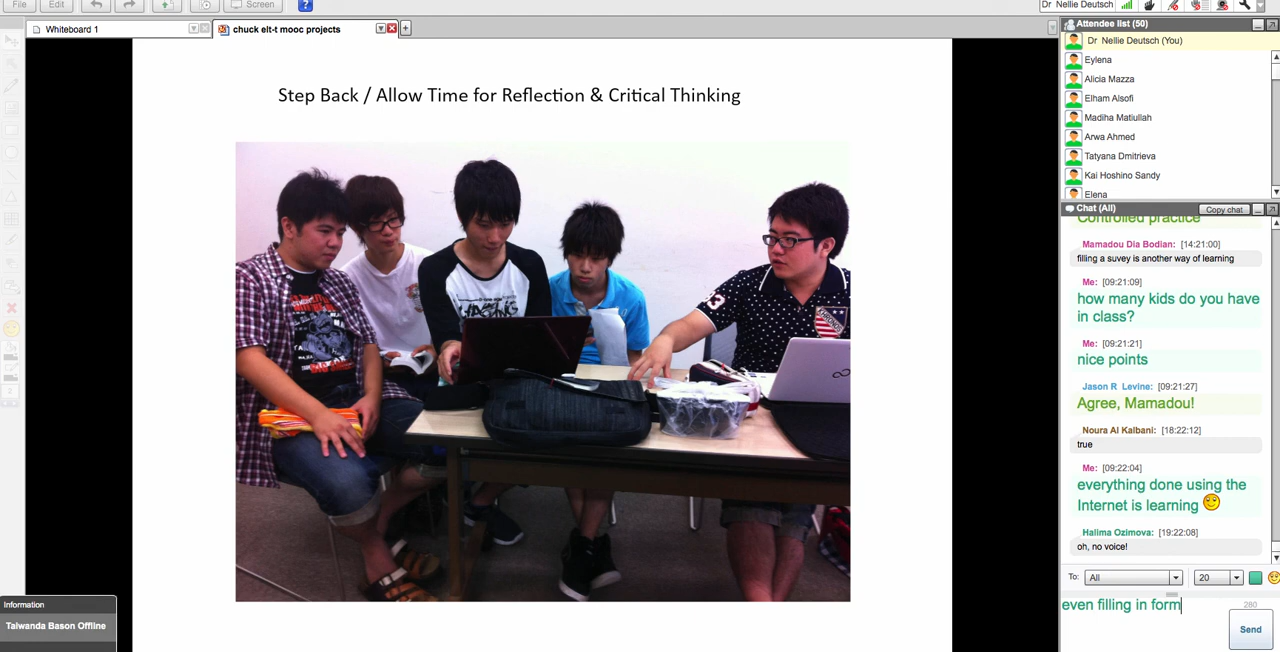 File
Edit
Screen
?
Dr Nellie Deutsch
Whiteboard 1
chuck elt-t mooc projects
+
Step Back / Allow Time for Reflection & Critical Thinking
13
Attendee list (50)
Dr Nellie Deutsch (You)
Eylena
Alicia Mazza
Elham Alsofi
Madiha Matiullah
Arwa Ahmed
Tatyana Dmitrieva
Kai Hoshino Sandy
Elena
Chat (All)
Copy chat
Controlled practice
Mamadou Dia Bodian: [14:21:00]
filling a suvey is another way of learning
Me: [09:21:09]
how many kids do you have
in class?
Me: [09:21:21]
nice points
Jason R Levine: [09:21:27]
Agree, Mamadou!
Noura Al Kalbani: [18:22:12]
true
Me: [09:22:04]
everything done using the
Internet is learning
Halima Ozimova: [19:22:08]
oh, no voice!
To: All 20
even filling in form
280
Send
Information
Talwanda Bason Offline